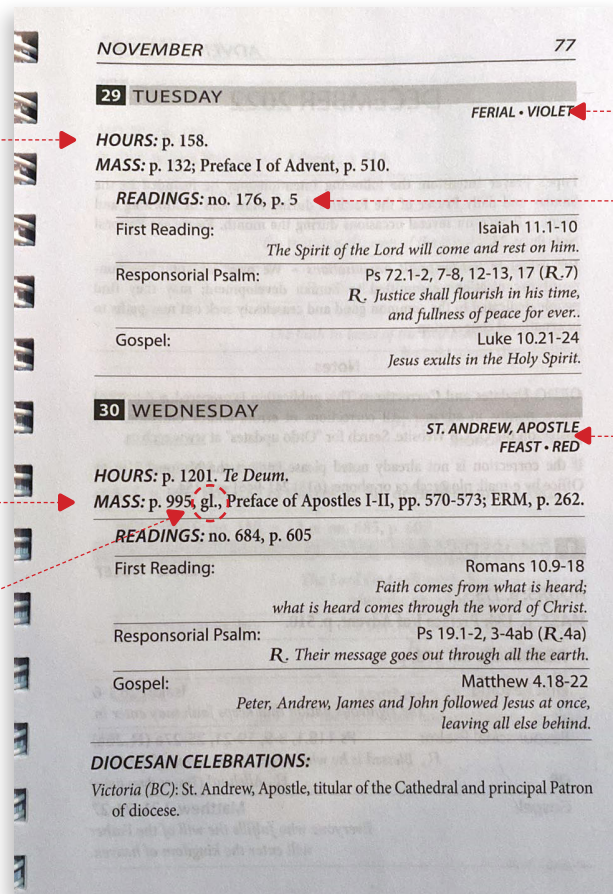 NOVEMBER 77
29 TUESDAY
FERIAL • VIOLET
HOURS: p. 158.
MASS: p. 132; Preface I of Advent, p. 510.
READINGS: no. 176, p. 5
First Reading: Isaiah 11.1-10
The Spirit of the Lord will come and rest on him.
Responsorial Psalm: Ps 72.1-2, 7-8, 12-13, 17 (R.7)
R. Justice shall flourish in his time,
and fullness of peace for ever..
Gospel: Luke 10.21-24
Jesus exults in the Holy Spirit.
30 WEDNESDAY
ST. ANDREW, APOSTLE
FEAST • RED
HOURS: p. 1201. Te Deum.
MASS: p. 995, gl., Preface of Apostles I-II, pp. 570-573; ERM, p. 262.
READINGS: no. 684, p. 605
First Reading: Romans 10.9-18
Faith comes from what is heard;
what is heard comes through the word of Christ.
Responsorial Psalm: Ps 19.1-2, 3-4ab (R.4a)
R. Their message goes out through all the earth.
Gospel: Matthew 4.18-22
Peter, Andrew, James and John followed Jesus at once,
leaving all else behind.
DIOCESAN CELEBRATIONS:
Victoria (BC): St. Andrew, Apostle, titular of the Cathedral and principal Patron
of diocese.